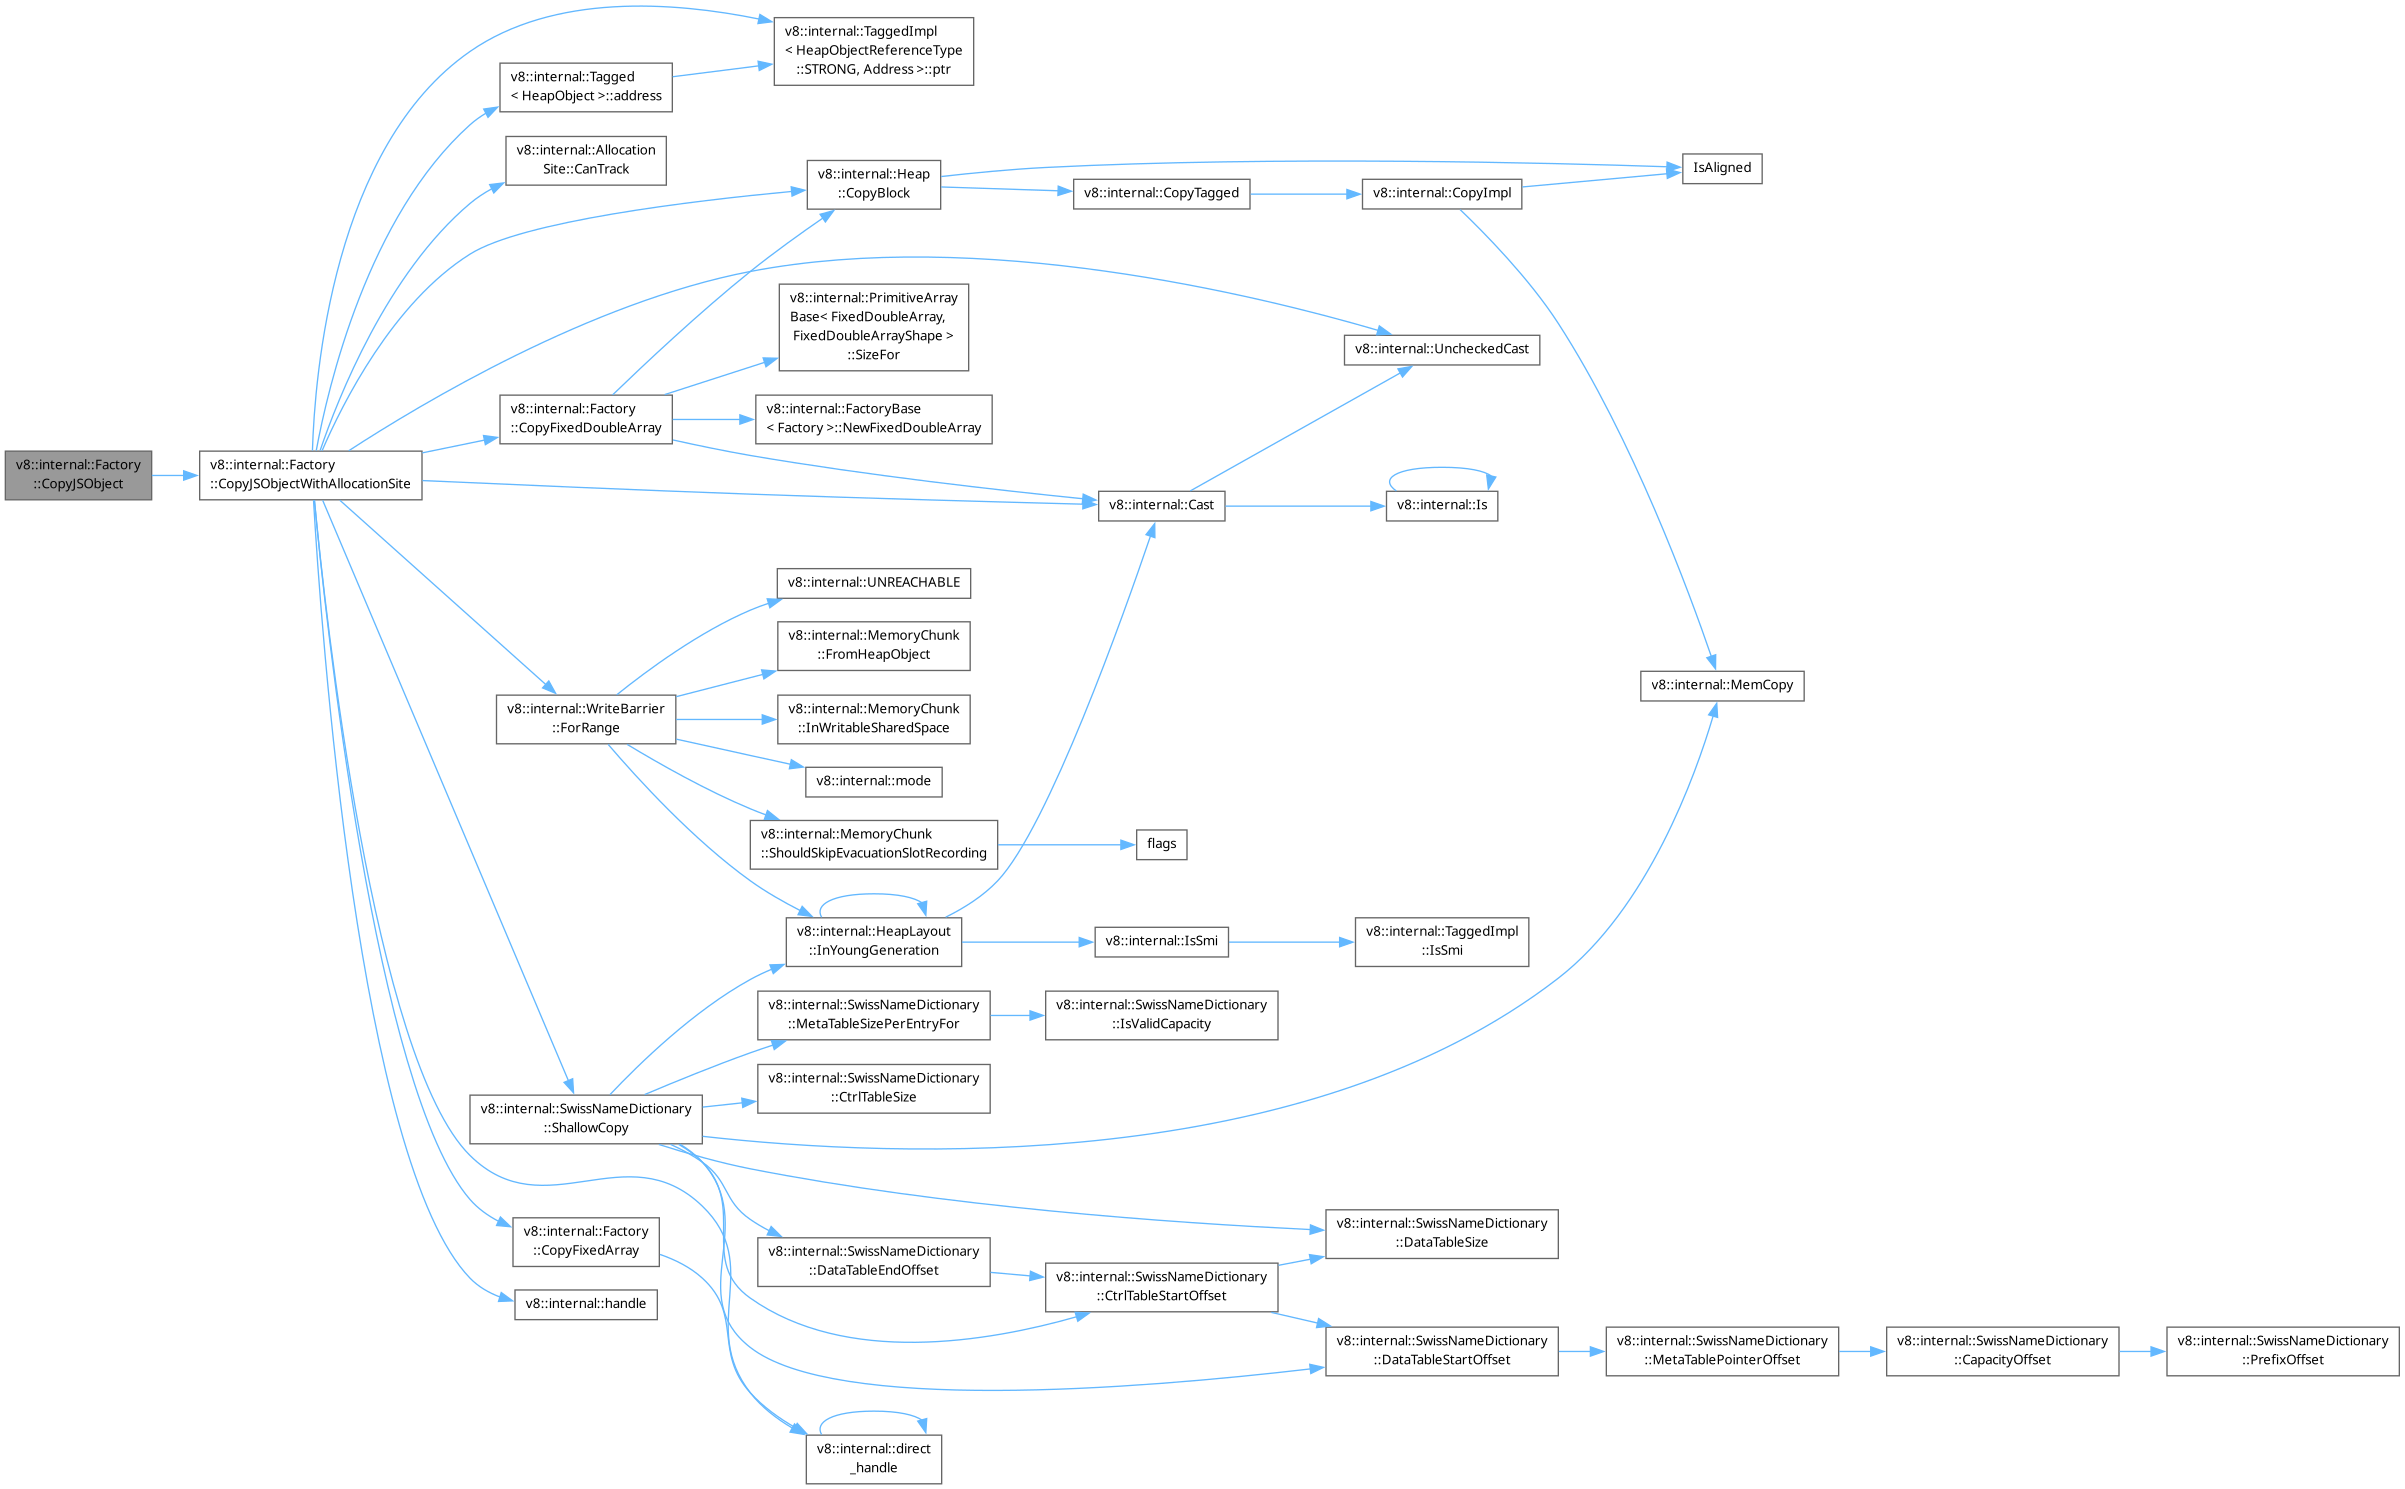 v8::internal::Factory
::CopyJSObject
v8::internal::Factory
::CopyJSObjectWithAllocationSite
v8::internal::TaggedImpl
< HeapObjectReferenceType
::STRONG, Address >::ptr
v8::internal::Tagged
< HeapObject >::address
v8::internal::Allocation
Site::CanTrack
v8::internal::Heap
::CopyBlock
v8::internal::CopyTagged
v8::internal::CopyImpl
IsAligned
v8::internal::PrimitiveArray
Base< FixedDoubleArray,
FixedDoubleArrayShape >
::SizeFor
v8::internal::UncheckedCast
v8::internal::Factory
::CopyFixedDoubleArray
v8::internal::FactoryBase
< Factory >::NewFixedDoubleArray
v8::internal::Cast
v8::internal::Is
v8::internal::UNREACHABLE
v8::internal::MemoryChunk
::FromHeapObject
v8::internal::WriteBarrier
::ForRange
v8::internal::MemoryChunk
::InWritableSharedSpace
v8::internal::MemCopy
v8::internal::mode
v8::internal::MemoryChunk
::ShouldSkipEvacuationSlotRecording
flags
v8::internal::HeapLayout
::InYoungGeneration
v8::internal::IsSmi
v8::internal::TaggedImpl
::IsSmi
v8::internal::SwissNameDictionary
::MetaTableSizePerEntryFor
v8::internal::SwissNameDictionary
::IsValidCapacity
v8::internal::SwissNameDictionary
::CtrlTableSize
v8::internal::SwissNameDictionary
::ShallowCopy
v8::internal::Factory
::CopyFixedArray
v8::internal::SwissNameDictionary
::DataTableEndOffset
v8::internal::SwissNameDictionary
::CtrlTableStartOffset
v8::internal::SwissNameDictionary
::DataTableSize
v8::internal::handle
v8::internal::SwissNameDictionary
::DataTableStartOffset
v8::internal::SwissNameDictionary
::MetaTablePointerOffset
v8::internal::SwissNameDictionary
::CapacityOffset
v8::internal::SwissNameDictionary
::PrefixOffset
v8::internal::direct
_handle